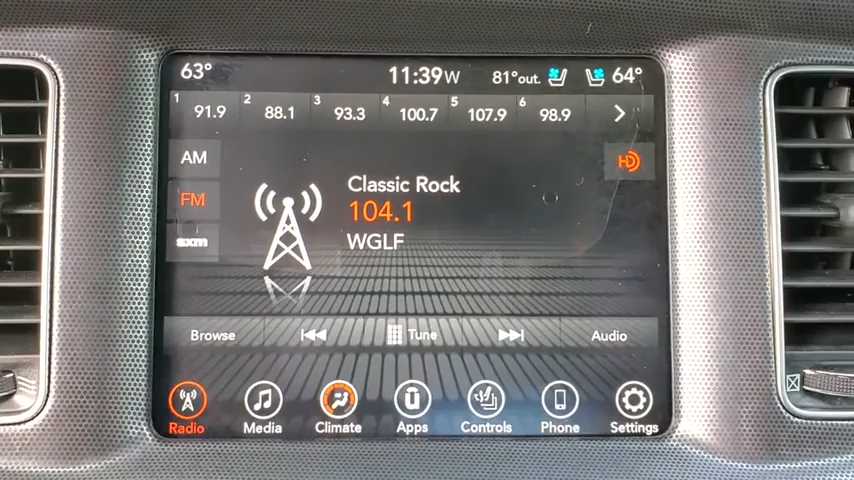 63° 11:39W 81°out. 64°
1 91.9 2 88.1 3 93.3 4 100.7 5 107.9 6 98.9
AM
FM
sxm
HD
Classic Rock
104.1
WGLF
Browse Tune Audio
Radio Media Climate Apps Controls Phone Settings